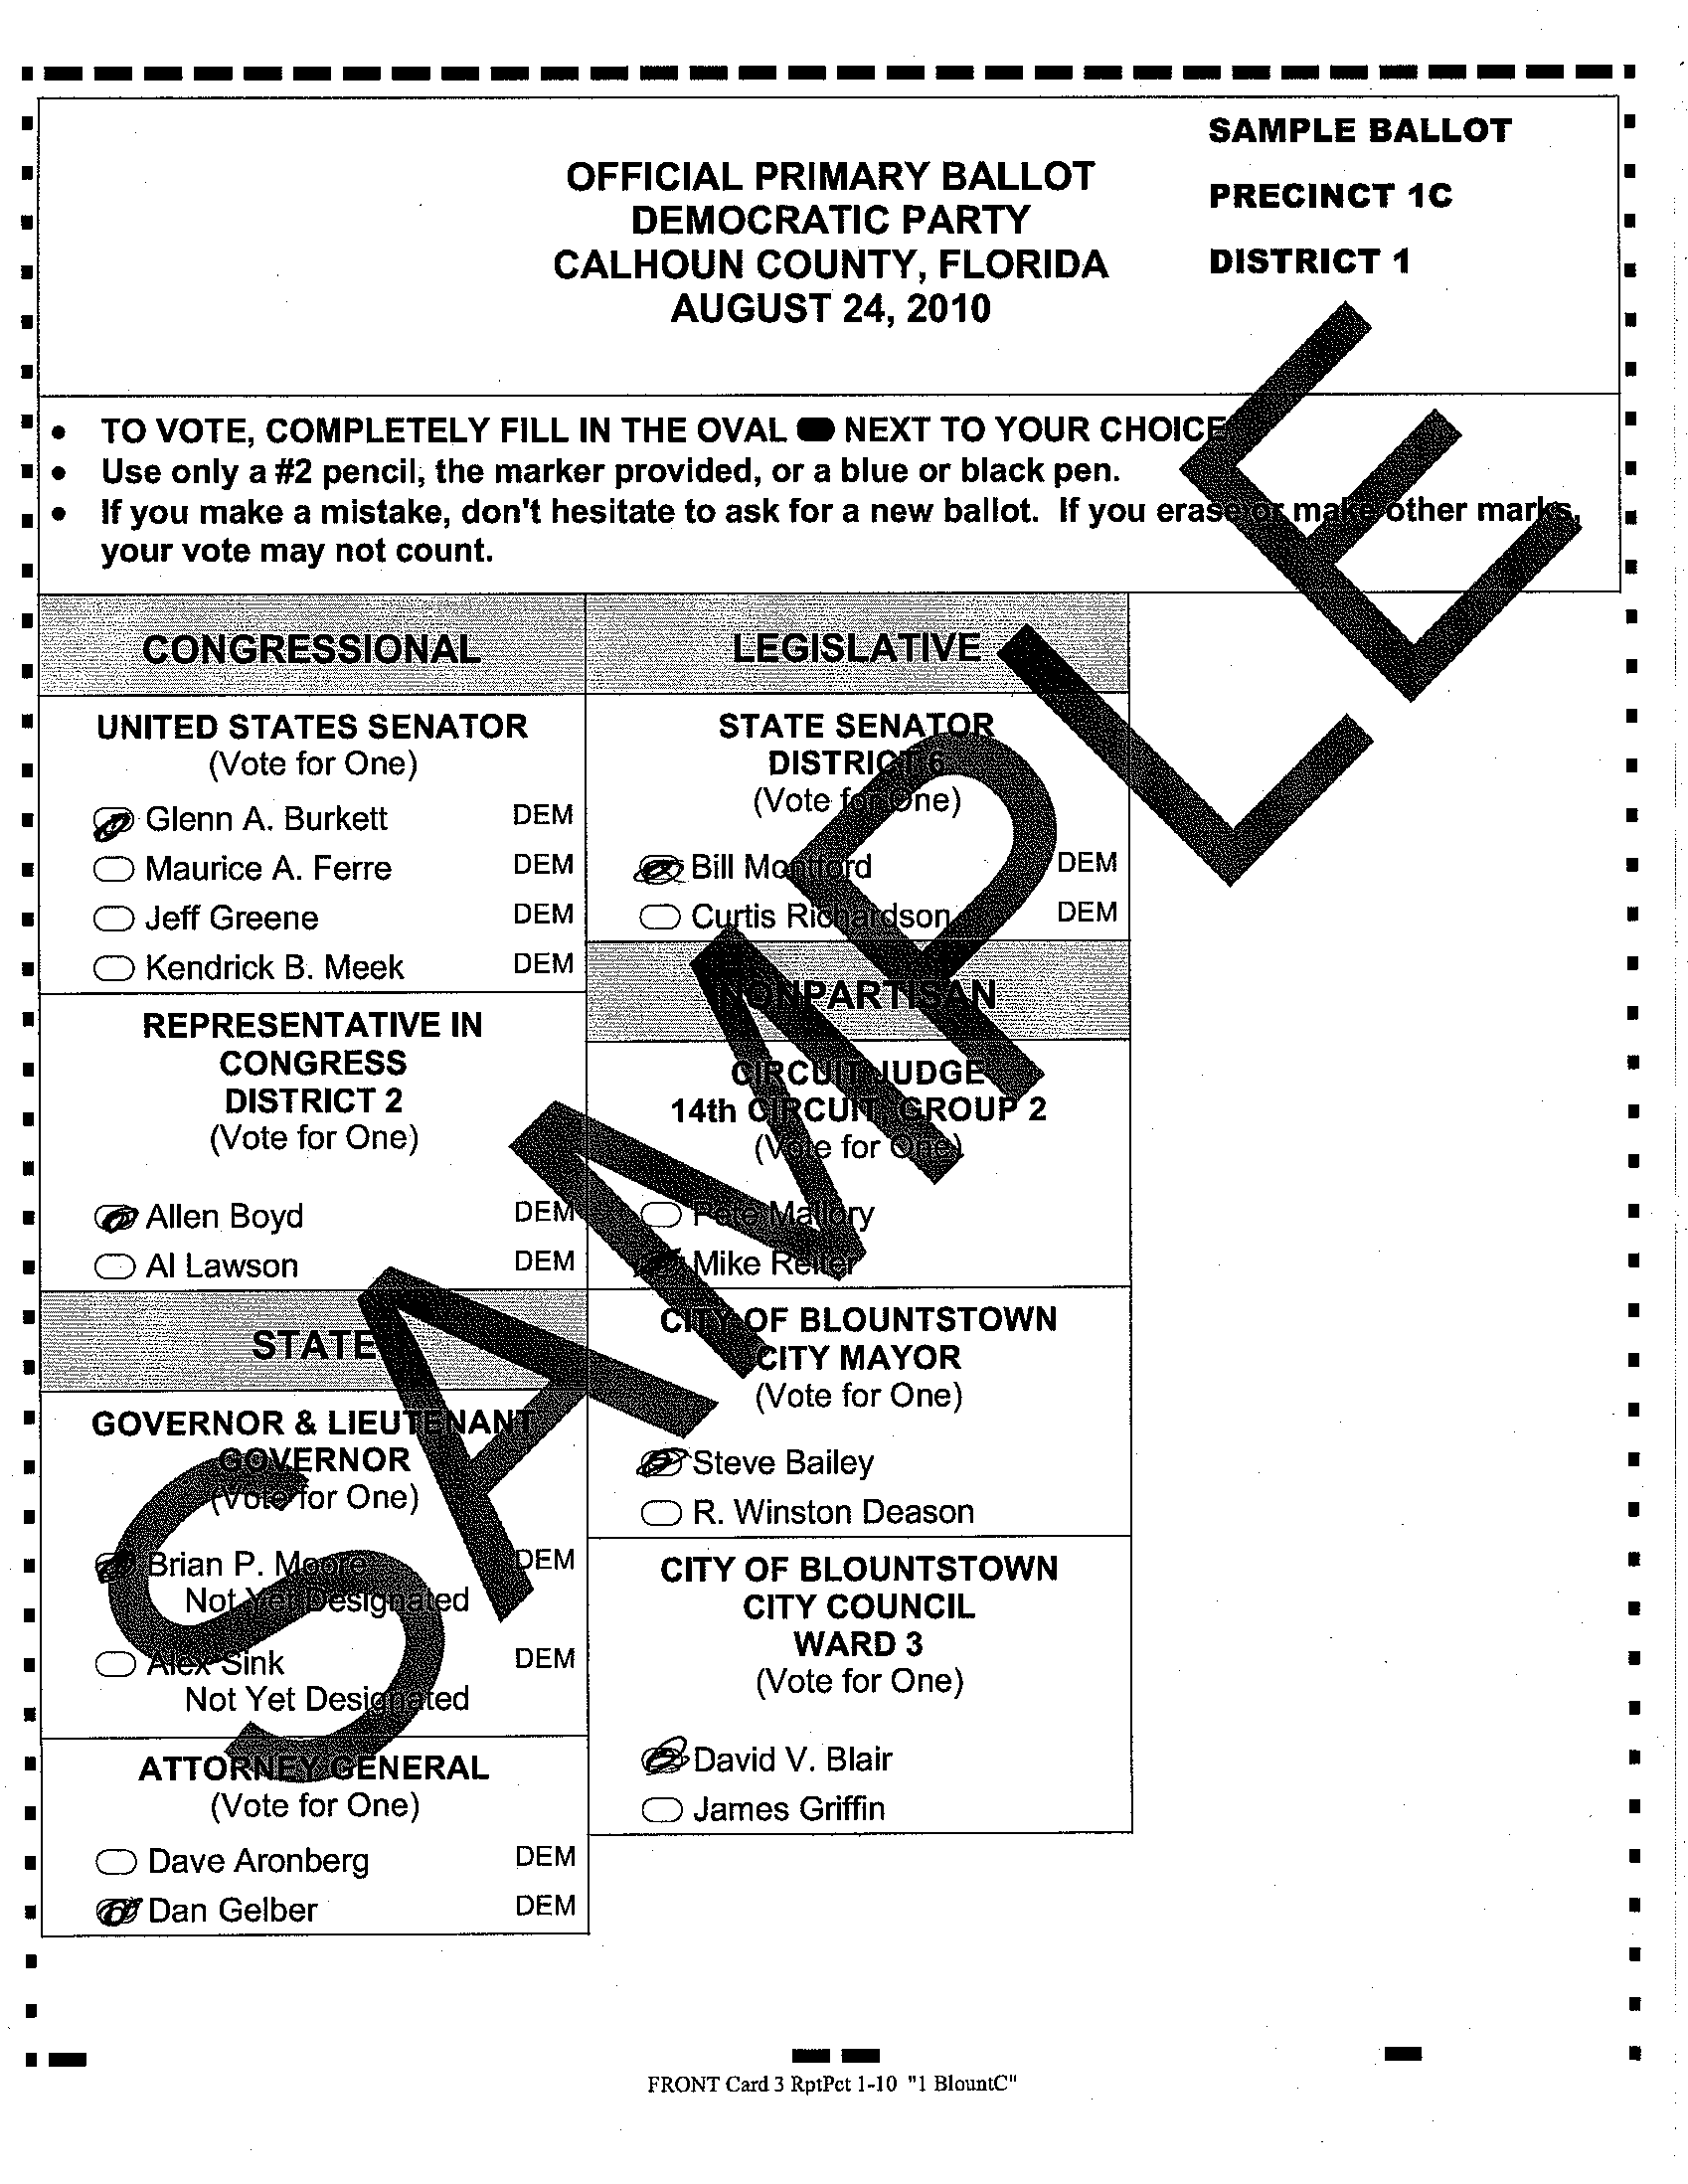 SAMPLE BALLOT
OFFICIAL PRIMARY BALLOT
PRECINCT 1C
DEMOCRATIC PARTY
CALHOUN COUNTY, FLORIDA
DISTRICT 1
AUGUST 24, 2010
• TO VOTE, COMPLETELY FILL IN THE OVAL NEXT TO YOUR CHOICE
• Use only a #2 pencil, the marker provided, or a blue or black pen.
• If you make a mistake, don't hesitate to ask for a new ballot. If you erase or make other marks,
your vote may not count.
CONGRESSIONAL
UNITED STATES SENATOR
(Vote for One)
Glenn A. Burkett DEM
Maurice A. Ferre DEM
Jeff Greene DEM
Kendrick B. Meek DEM
REPRESENTATIVE IN
CONGRESS
DISTRICT 2
(Vote for One)
Allen Boyd DEM
Al Lawson DEM
STATE
GOVERNOR & LIEUTENANT
GOVERNOR
(Vote for One)
Brian P. Moore DEM
Not Yet Designated
Alex Sink DEM
Not Yet Designated
ATTORNEY GENERAL
(Vote for One)
Dave Aronberg DEM
Dan Gelber DEM
LEGISLATIVE
STATE SENATOR
DISTRICT 6
(Vote for One)
Bill Montford DEM
Curtis Richardson DEM
NONPARTISAN
CIRCUIT JUDGE
14th CIRCUIT, GROUP 2
(Vote for One)
Pete Mallory
Mike Reiter
CITY OF BLOUNTSTOWN
CITY MAYOR
(Vote for One)
Steve Bailey
R. Winston Deason
CITY OF BLOUNTSTOWN
CITY COUNCIL
WARD 3
(Vote for One)
David V. Blair
James Griffin
SAMPLE
FRONT Card 3 RptPct 1-10 "1 BlountC"